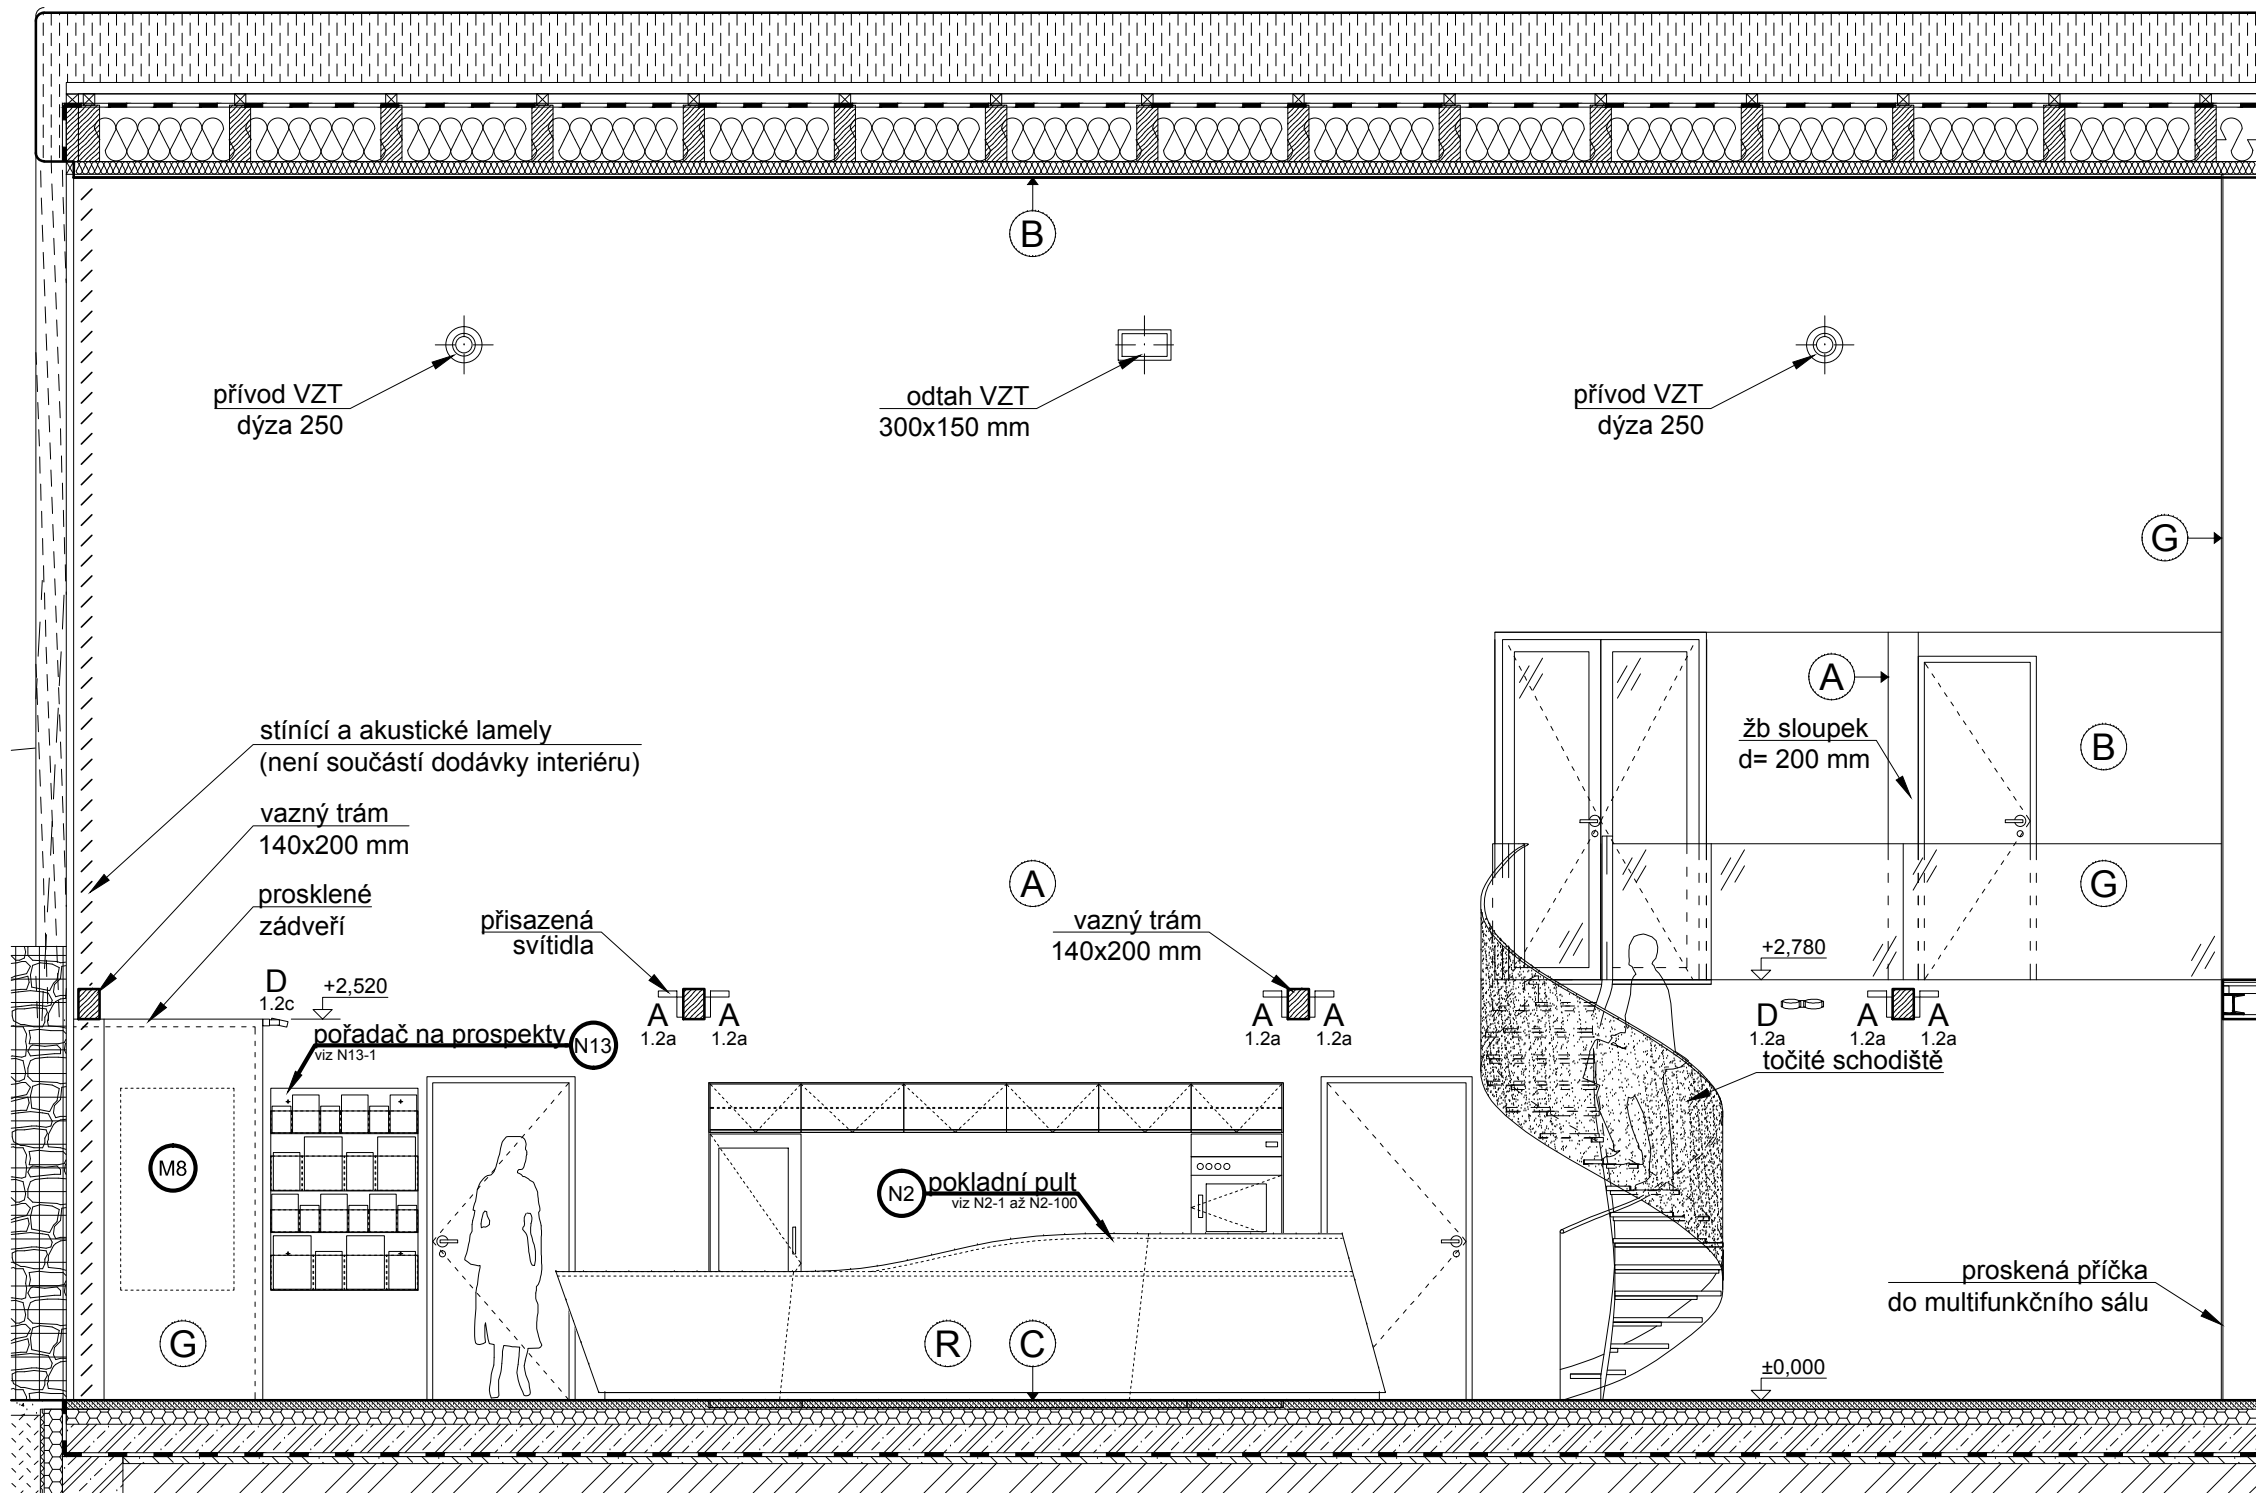 B
přívod VZT
dýza 250
odtah VZT
300x150 mm
přívod VZT
dýza 250
G
A
žb sloupek
d= 200 mm
B
stínící a akustické lamely
(není součástí dodávky interiéru)
vazný trám
140x200 mm
prosklené
zádveří
přisazená
svítidla
A
vazný trám
140x200 mm
G
+2,780
D
1.2c
+2,520
A
1.2a
A
1.2a
A
1.2a
A
1.2a
D
1.2a
A
1.2a
A
1.2a
pořadač na prospekty
viz N13-1
N13
točité schodiště
M8
N2
pokladní pult
viz N2-1 až N2-100
G
R
C
proskená příčka
do multifunkčního sálu
±0,000